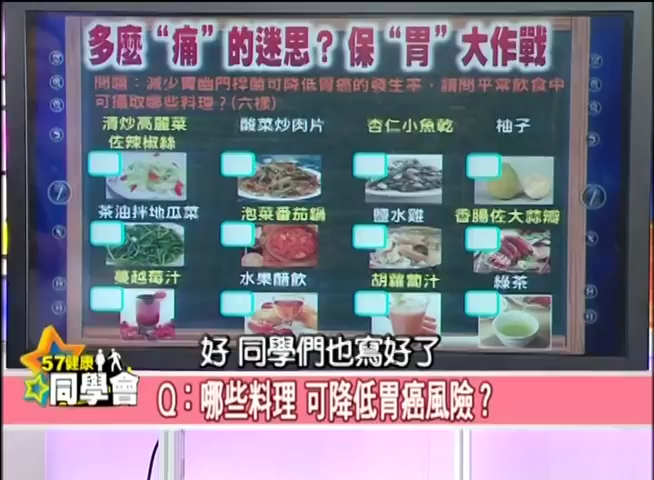 多麼“痛”的迷思？保“胃”大作戰
問題：減少胃幽門桿菌可降低胃癌的發生率，請問平常飲食中
可攝取哪些料理？(六樣)
清炒高麗菜
佐辣椒絲
酸菜炒肉片
杏仁小魚乾
柚子
茶油拌地瓜菜
泡菜番茄鍋
鹽水雞
香腸佐大蒜瓣
蔓越莓汁
水果醋飲
胡蘿蔔汁
綠茶
好 同學們也寫好了
57健康
同學會
Q：哪些料理 可降低胃癌風險？